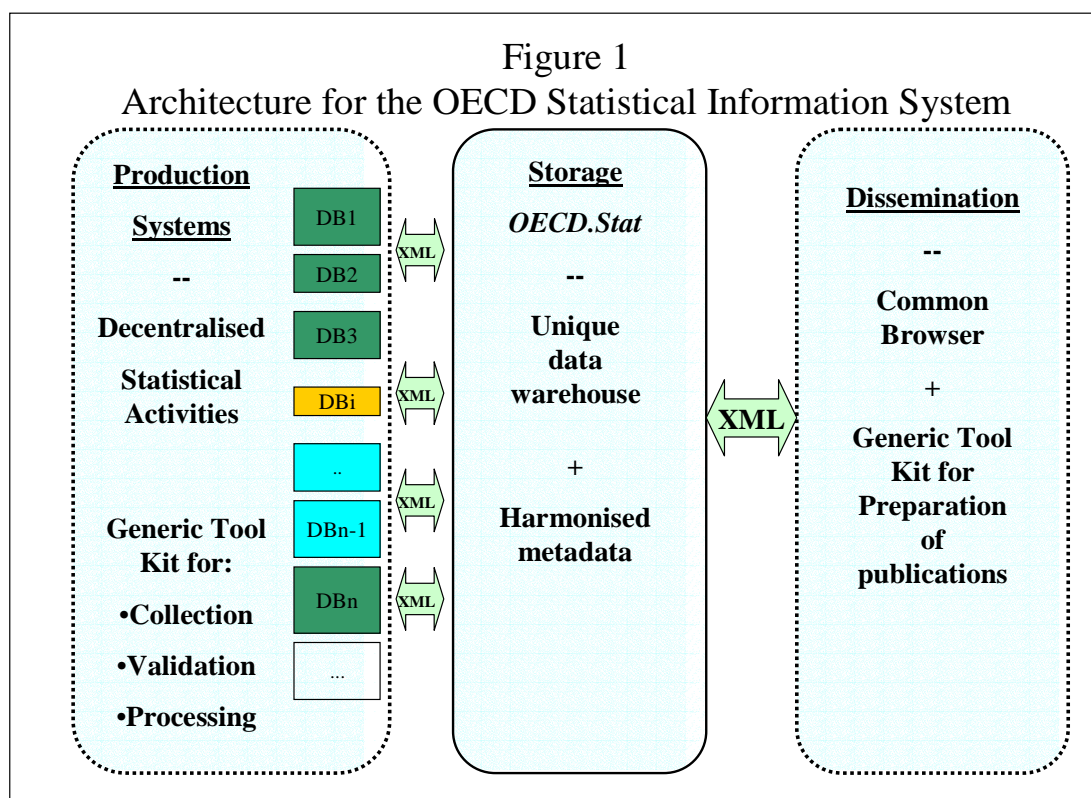 Figure 1
Architecture for the OECD Statistical Information System
Production
Systems
--
Decentralised
Statistical
Activities
Generic Tool
Kit for:
•Collection
•Validation
•Processing
DB1
DB2
DB3
DBi
..
DBn-1
DBn
...
XML
XML
XML
XML
Storage
OECD.Stat
--
Unique
data
warehouse
+
Harmonised
metadata
XML
Dissemination
--
Common
Browser
+
Generic Tool
Kit for
Preparation
of
publications